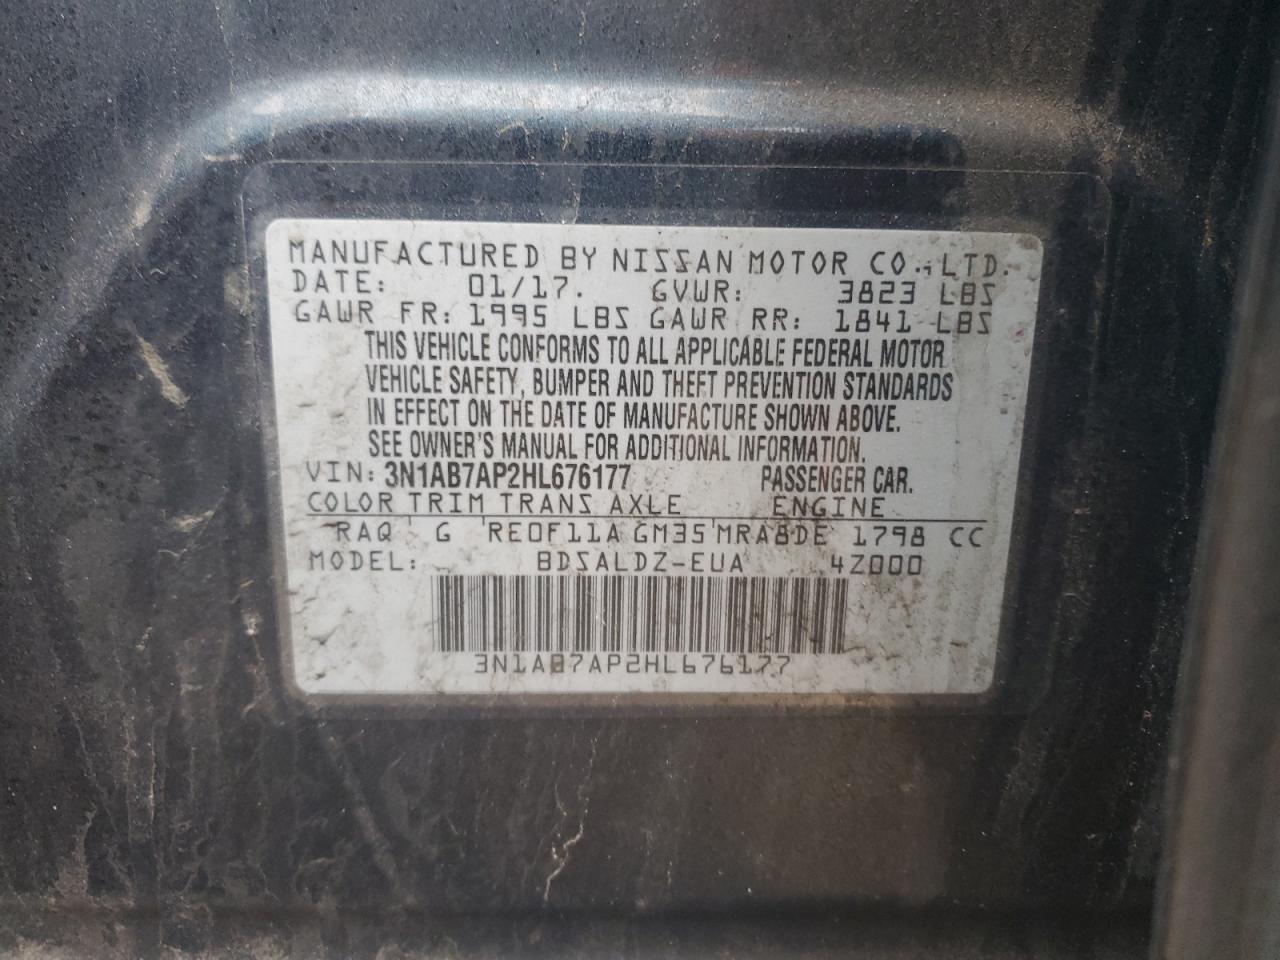 MANUFACTURED BY NISSAN MOTOR CO., LTD.
DATE: 01/17. GVWR: 3823 LBS
GAWR FR: 1995 LBS GAWR RR: 1841 LBS
THIS VEHICLE CONFORMS TO ALL APPLICABLE FEDERAL MOTOR
VEHICLE SAFETY, BUMPER AND THEFT PREVENTION STANDARDS
IN EFFECT ON THE DATE OF MANUFACTURE SHOWN ABOVE.
SEE OWNER'S MANUAL FOR ADDITIONAL INFORMATION.
VIN: 3N1AB7AP2HL676177 PASSENGER CAR.
COLOR TRIM TRANS AXLE ENGINE
RAQ G RE0F11A GM35 MRA8DE 1798 CC
MODEL: BDSALDZ-EUA 4Z000
3N1AB7AP2HL676177